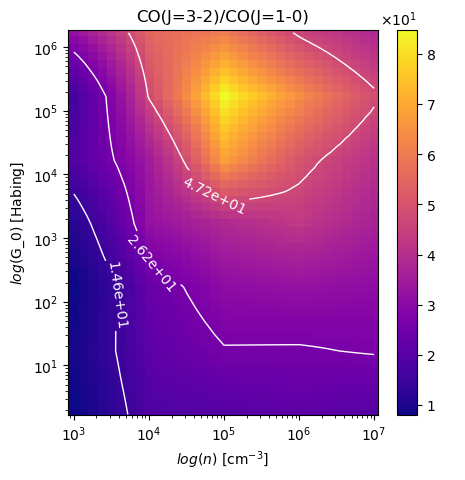 CO(J=3-2)/CO(J=1-0)
×10¹
10⁶
10⁵
10⁴
10³
10²
10¹
log(G_0) [Habing]
4.72e+01
2.62e+01
1.46e+01
8
7
6
5
4
3
2
1
10³ 10⁴ 10⁵ 10⁶ 10⁷
log(n) [cm⁻³]